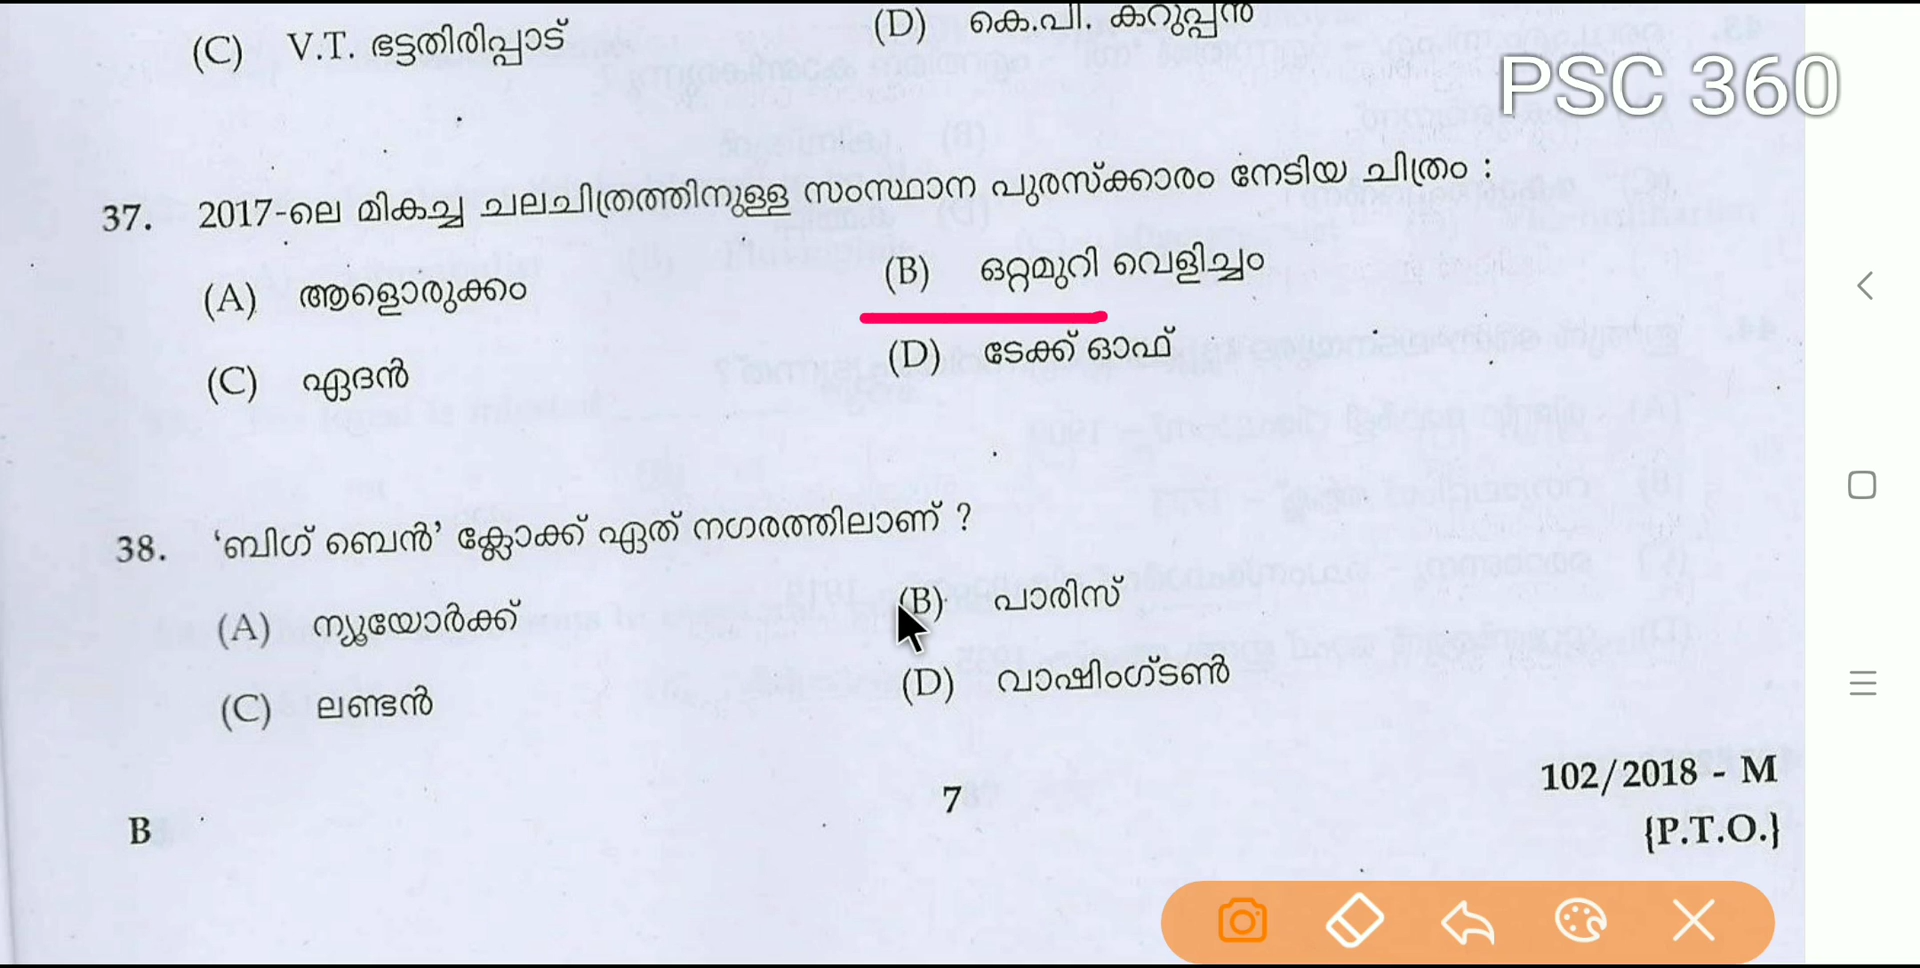 (C) V.T. ഭട്ടതിരിപ്പാട് (D) കെ.പി. കറുപ്പൻ
PSC 360
37. 2017-ലെ മികച്ച ചലചിത്രത്തിനുള്ള സംസ്ഥാന പുരസ്ക്കാരം നേടിയ ചിത്രം :
(A) ആളൊരുക്കം (B) ഒറ്റമുറി വെളിച്ചം
(C) ഏദൻ (D) ടേക്ക് ഓഫ്
38. ‘ബിഗ് ബെൻ’ ക്ലോക്ക് ഏത് നഗരത്തിലാണ് ?
(A) ന്യൂയോർക്ക് (B) പാരിസ്
(C) ലണ്ടൻ (D) വാഷിംഗ്ടൺ
B 7 102/2018 - M
{P.T.O.}